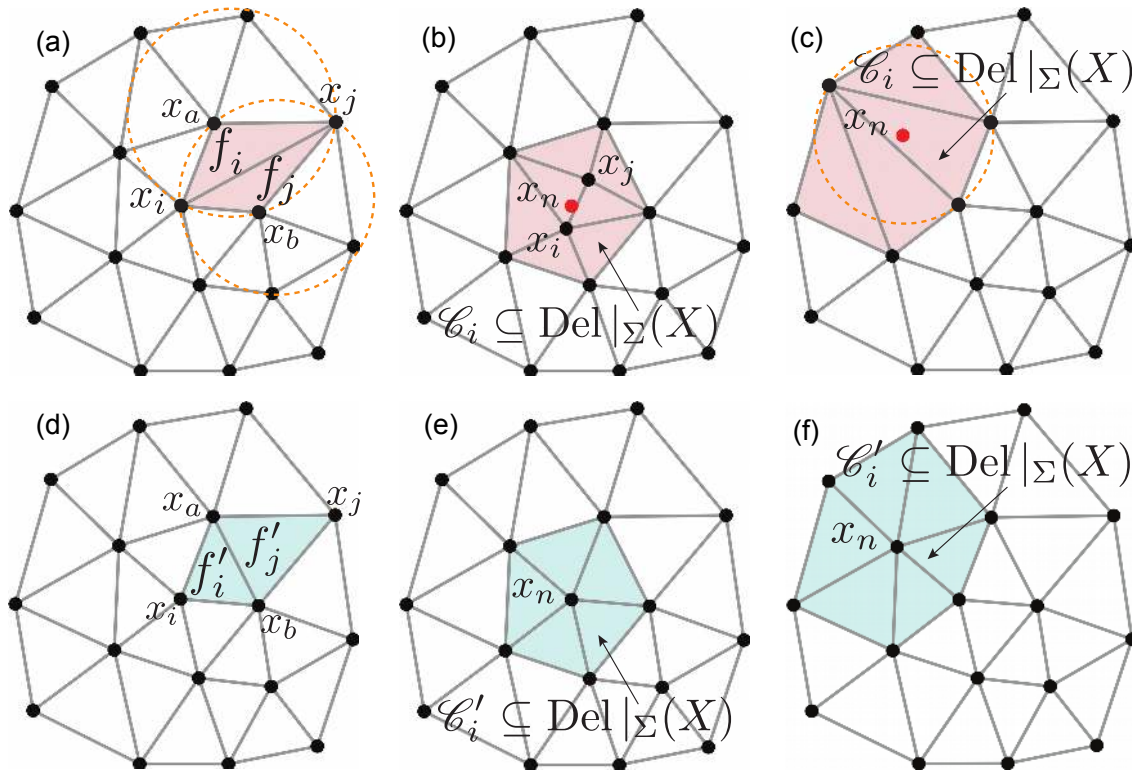 (a)
x_a
x_j
f_i
f_j
x_i
x_b
(b)
x_j
x_n
x_i
𝒞_i ⊆ Del |_Σ(X)
(c)
𝒞_i ⊆ Del |_Σ(X)
x_n
(d)
x_a
x_j
f'_j
f'_i
x_i
x_b
(e)
x_n
𝒞'_i ⊆ Del |_Σ(X)
(f)
𝒞'_i ⊆ Del |_Σ(X)
x_n